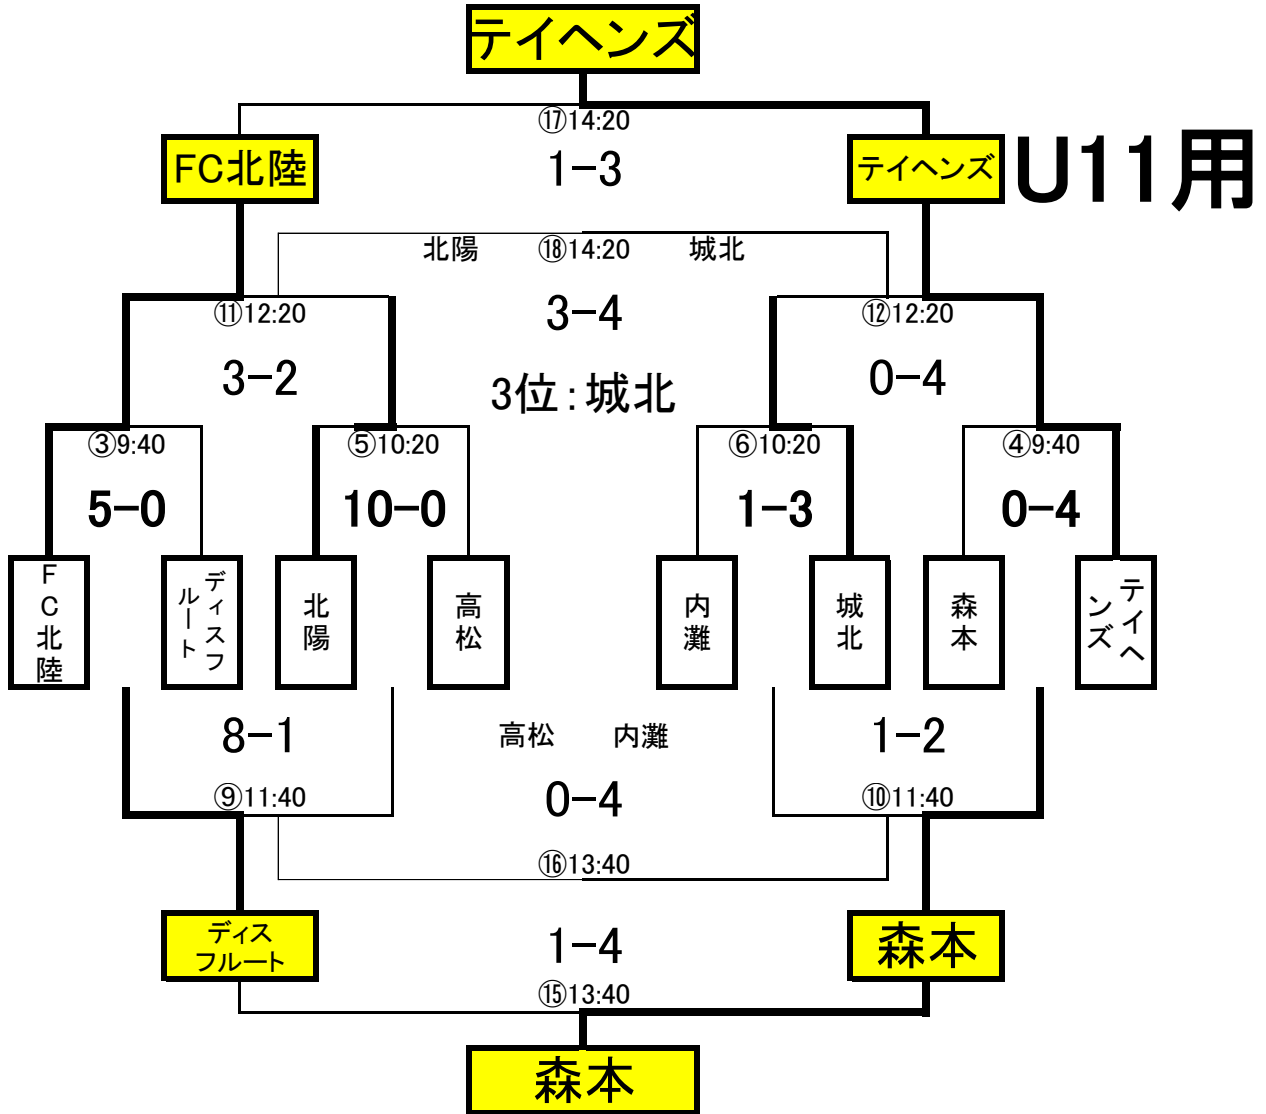 テイヘンズ
⑰14:20
FC北陸
1−3
テイヘンズ
U11用
北陽
⑱14:20
城北
⑪12:20
3−4
⑫12:20
3−2
3位：城北
0−4
③9:40
⑤10:20
⑥10:20
④9:40
5−0
10−0
1−3
0−4
FC北陸
ディスフ
ルート
北陽
高松
内灘
城北
森本
テイヘ
ンズ
8−1
高松
内灘
1−2
⑨11:40
0−4
⑩11:40
⑯13:40
ディス
フルート
1−4
森本
⑮13:40
森本